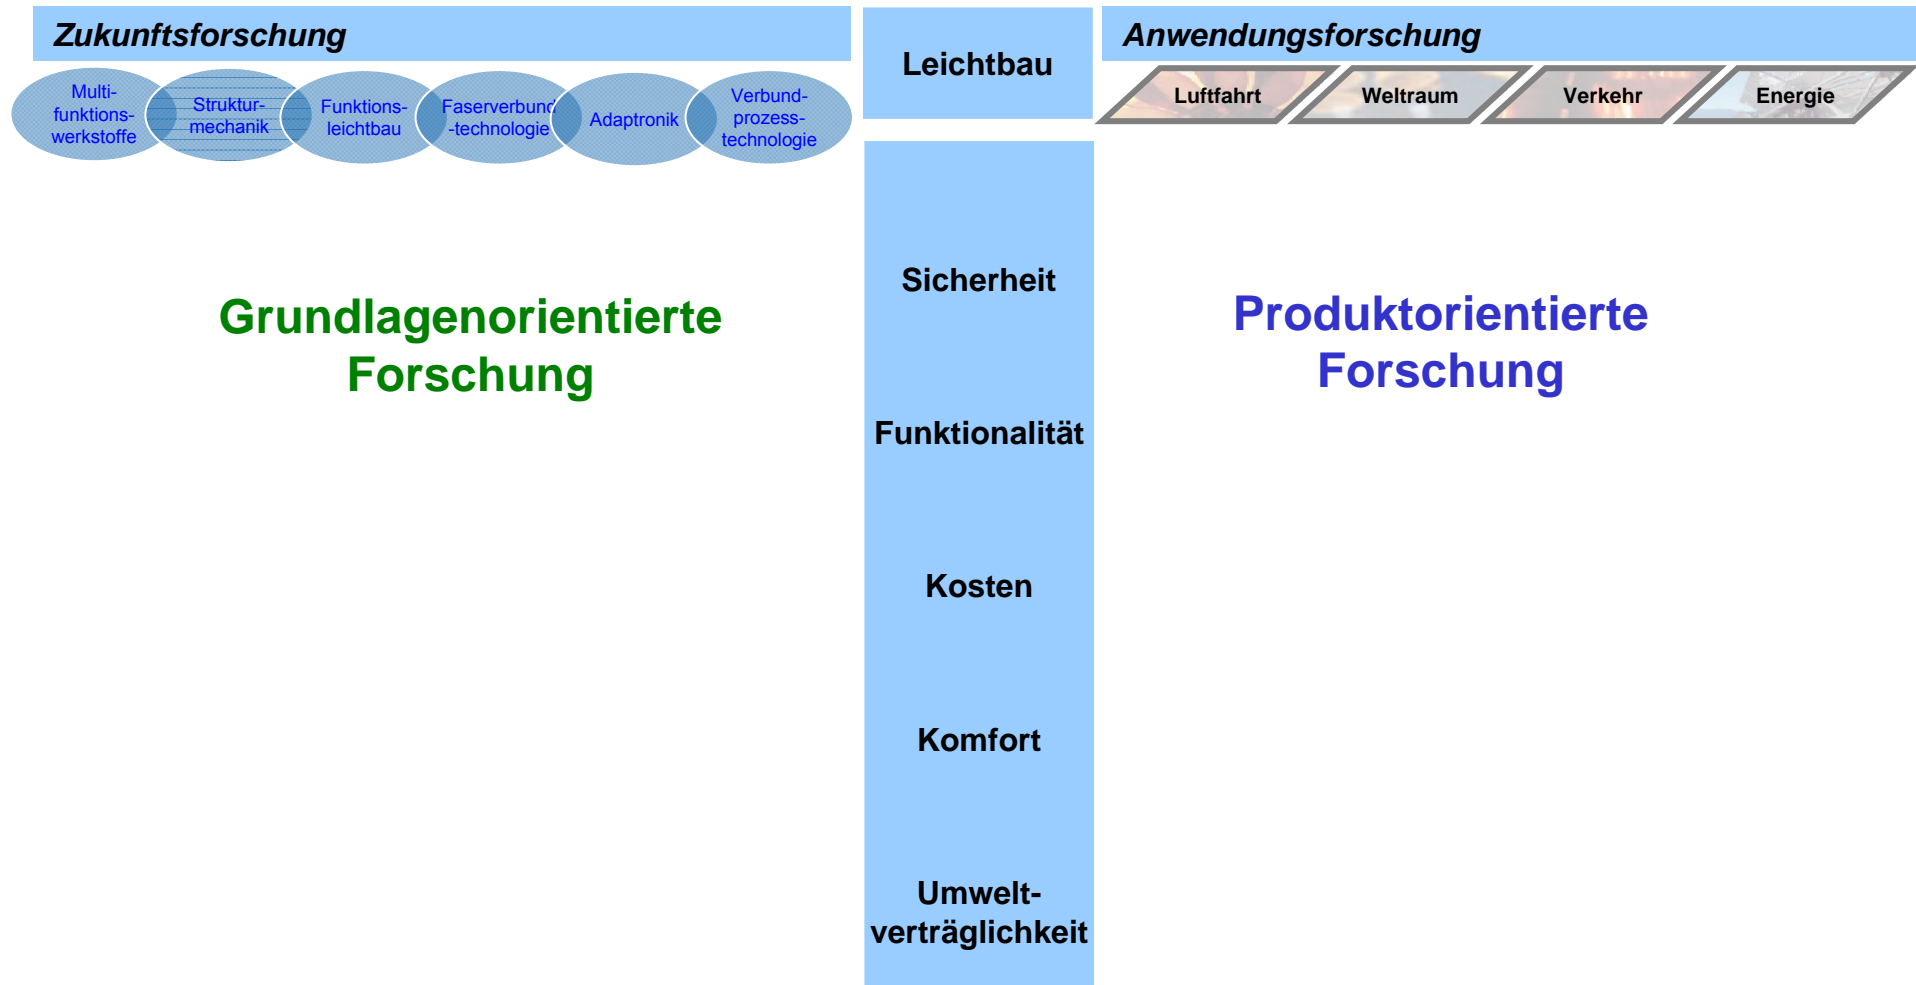 Zukunftsforschung
Multi-
funktions-
werkstoffe
Struktur-
mechanik
Funktions-
leichtbau
Faserverbund
-technologie
Adaptronik
Verbund-
prozess-
technologie
Leichtbau
Anwendungsforschung
Luftfahrt
Weltraum
Verkehr
Energie
Grundlagenorientierte
Forschung
Sicherheit
Funktionalität
Kosten
Komfort
Umwelt-
verträglichkeit
Produktorientierte
Forschung